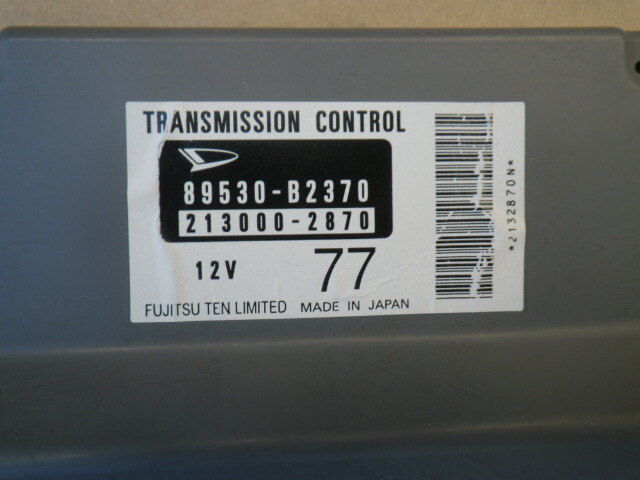 TRANSMISSION CONTROL
89530-B2370
213000-2870
12V 77
FUJITSU TEN LIMITED MADE IN JAPAN
*2132870N*